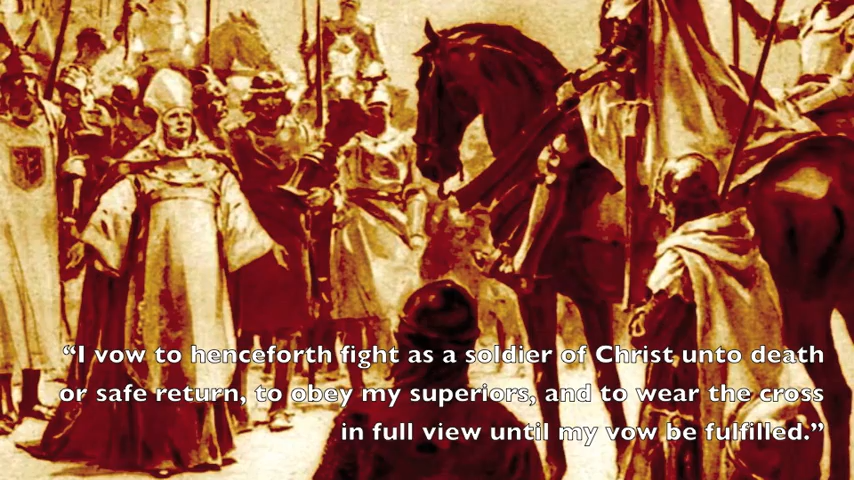 “I vow to henceforth fight as a soldier of Christ unto death
or safe return, to obey my superiors, and to wear the cross
in full view until my vow be fulfilled.”